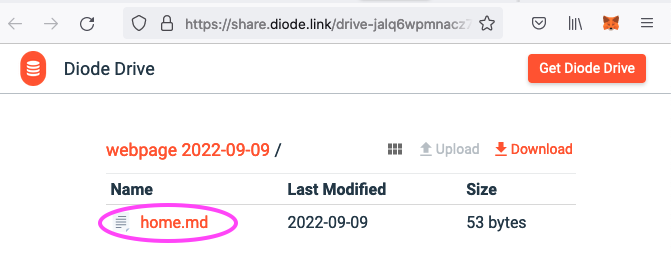 https://share.diode.link/drive-jalq6wpmnacz
Diode Drive
Get Diode Drive
webpage 2022-09-09 /
Upload
Download
Name Last Modified Size
home.md 2022-09-09 53 bytes